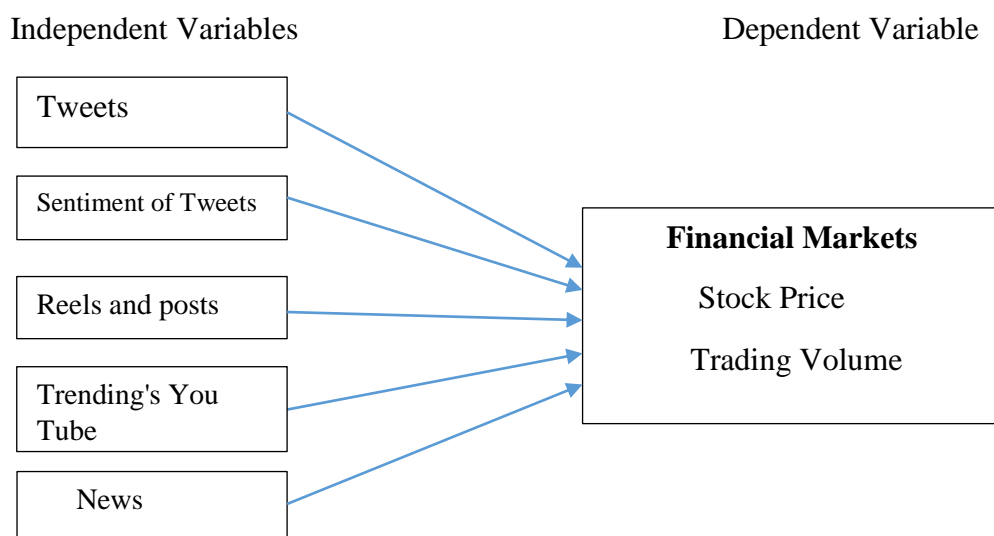 Independent Variables
Dependent Variable
Tweets
Sentiment of Tweets
Reels and posts
Trending's You
Tube
News
Financial Markets
Stock Price
Trading Volume